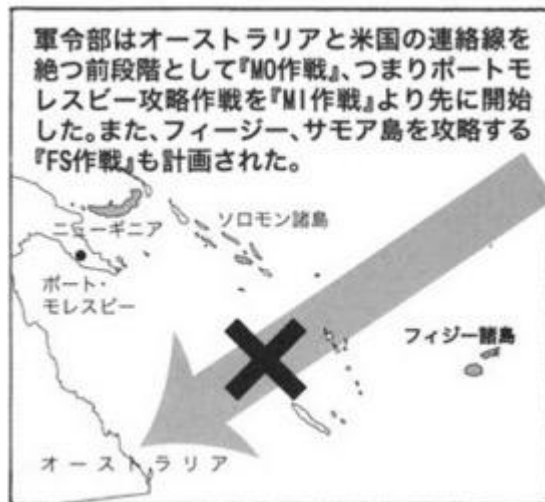 軍令部はオーストラリアと米国の連絡線を
絶つ前段階として『MO作戦』、つまりポートモ
レスビー攻略作戦を『MI作戦』より先に開始
した。また、フィージー、サモア島を攻略する
『FS作戦』も計画された。
ニューギニア
ソロモン諸島
ポート・
モレスビー
フィジー諸島
オーストラリア